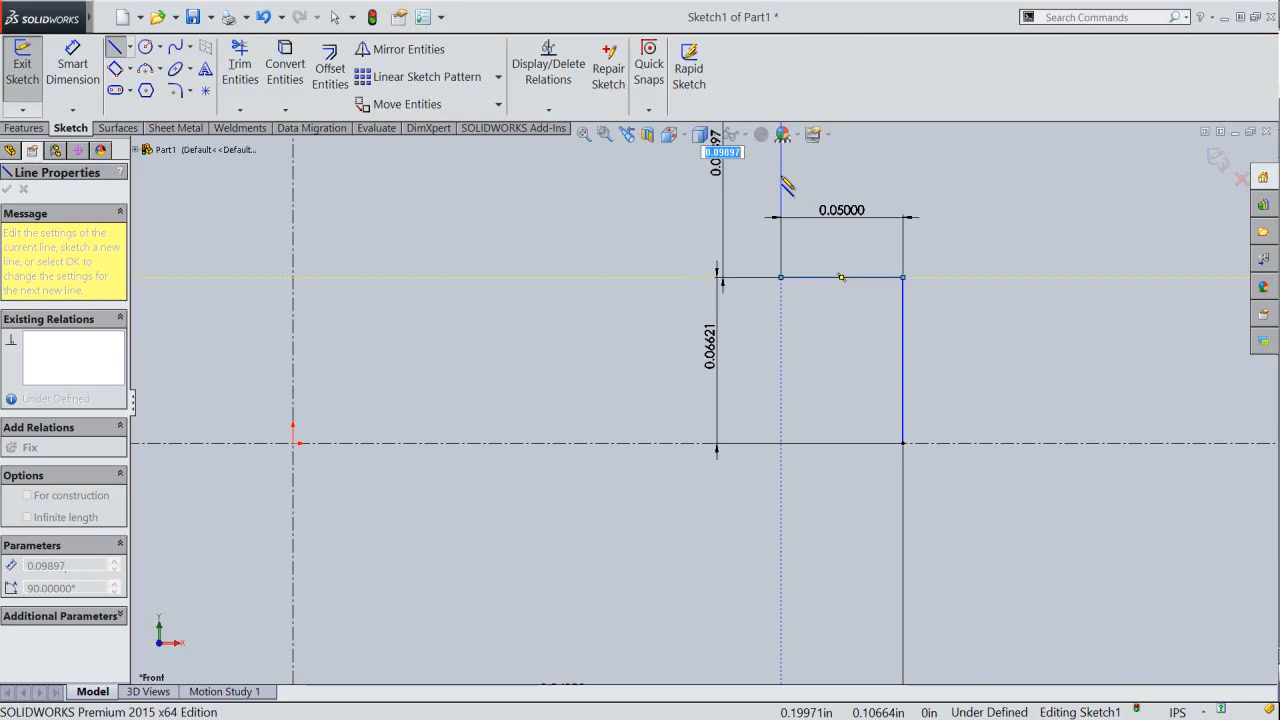 SOLIDWORKS
Sketch1 of Part1 *
Search Commands
Exit Sketch
Smart Dimension
Trim Entities
Convert Entities
Offset Entities
Mirror Entities
Linear Sketch Pattern
Move Entities
Display/Delete Relations
Repair Sketch
Quick Snaps
Rapid Sketch
Features
Sketch
Surfaces
Sheet Metal
Weldments
Data Migration
Evaluate
DimXpert
SOLIDWORKS Add-Ins
Part1 (Default<<Default...
0.09897
Line Properties
Message
Edit the settings of the
current line, sketch a new
line, or select OK to
change the settings for
the next new line.
Existing Relations
Under Defined
Add Relations
Fix
Options
For construction
Infinite length
Parameters
0.09897
90.00000°
Additional Parameters
0.05000
0.06621
Y
X
*Front
Model
3D Views
Motion Study 1
SOLIDWORKS Premium 2015 x64 Edition
0.19971in
0.10664in
0in
Under Defined
Editing Sketch1
IPS